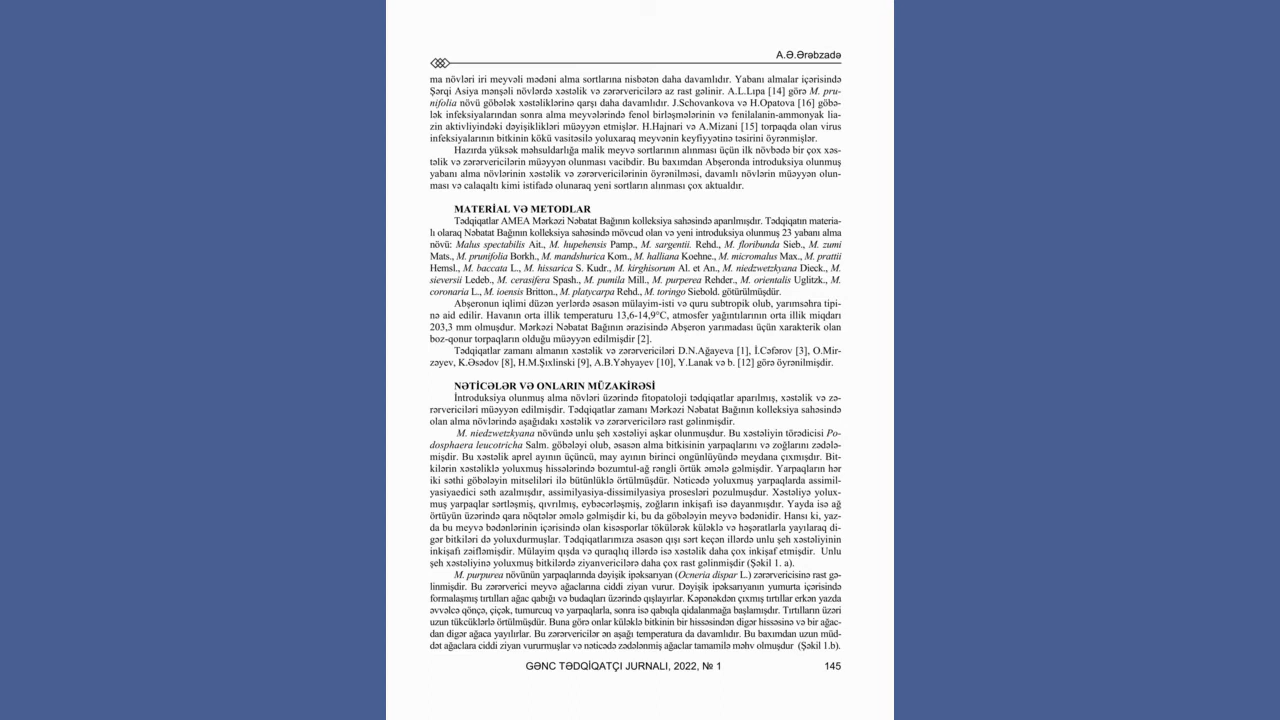 A.Ə.Ərəbzadə
ma növləri iri meyvəli mədəni alma sortlarına nisbətən daha davamlıdır. Yabanı almalar içərisində
Şərqi Asiya mənşəli növlərdə xəstəlik və zərərvericilərə az rast gəlinir. A.L.Lıpa [14] görə M. pru-
nifolia növü göbələk xəstəliklərinə qarşı daha davamlıdır. J.Schovankova və H.Opatova [16] göbə-
lək infeksiyalarından sonra alma meyvələrində fenol birləşmələrinin və fenilalanin-ammonyak lia-
zin aktivliyindəki dəyişiklikləri müəyyən etmişlər. H.Hajnari və A.Mizani [15] torpaqda olan virus
infeksiyalarının bitkinin kökü vasitəsilə yoluxaraq meyvənin keyfiyyətinə təsirini öyrənmişlər.
Hazırda yüksək məhsuldarlığa malik meyvə sortlarının alınması üçün ilk növbədə bir çox xəs-
təlik və zərərvericilərin müəyyən olunması vacibdir. Bu baxımdan Abşeronda introduksiya olunmuş
yabanı alma növlərinin xəstəlik və zərərvericilərinin öyrənilməsi, davamlı növlərin müəyyən olun-
ması və calaqaltı kimi istifadə olunaraq yeni sortların alınması çox aktualdır.
MATERİAL VƏ METODLAR
Tədqiqatlar AMEA Mərkəzi Nəbatat Bağının kolleksiya sahəsində aparılmışdır. Tədqiqatın materia-
lı olaraq Nəbatat Bağının kolleksiya sahəsində mövcud olan və yeni introduksiya olunmuş 23 yabanı alma
növü: Malus spectabilis Ait., M. hupehensis Pamp., M. sargentii. Rehd., M. floribunda Sieb., M. zumi
Mats., M. prunifolia Borkh., M. mandshurica Kom., M. halliana Koehne., M. micromalus Max., M. prattii
Hemsl., M. baccata L., M. hissarica S. Kudr., M. kirghisorum Al. et An., M. niedzwetzkyana Dieck., M.
sieversii Ledeb., M. cerasifera Spash., M. pumila Mill., M. purperea Rehder., M. orientalis Uglitzk., M.
coronaria L., M. ioensis Britton., M. platycarpa Rehd., M. toringo Siebold. götürülmüşdür.
Abşeronun iqlimi düzən yerlərdə əsasən mülayim-isti və quru subtropik olub, yarımsəhra tipi-
nə aid edilir. Havanın orta illik temperaturu 13,6-14,9°C, atmosfer yağıntılarının orta illik miqdarı
203,3 mm olmuşdur. Mərkəzi Nəbatat Bağının ərazisində Abşeron yarımadası üçün xarakterik olan
boz-qonur torpaqların olduğu müəyyən edilmişdir [2].
Tədqiqatlar zamanı almanın xəstəlik və zərərvericiləri D.N.Ağayeva [1], İ.Cəfərov [3], O.Mir-
zəyev, K.Əsədov [8], H.M.Şıxlinski [9], A.B.Yəhyayev [10], Y.Lanak və b. [12] görə öyrənilmişdir.
NƏTİCƏLƏR VƏ ONLARIN MÜZAKİRƏSİ
İntroduksiya olunmuş alma növləri üzərində fitopatoloji tədqiqatlar aparılmış, xəstəlik və zə-
rərvericiləri müəyyən edilmişdir. Tədqiqatlar zamanı Mərkəzi Nəbatat Bağının kolleksiya sahəsində
olan alma növlərində aşağıdakı xəstəlik və zərərvericilərə rast gəlinmişdir.
M. niedzwetzkyana növündə unlu şeh xəstəliyi aşkar olunmuşdur. Bu xəstəliyin törədicisi Po-
dosphaera leucotricha Salm. göbələyi olub, əsasən alma bitkisinin yarpaqlarını və zoğlarını zədələ-
mişdir. Bu xəstəlik aprel ayının üçüncü, may ayının birinci ongünlüyündə meydana çıxmışdır. Bit-
kilərin xəstəliklə yoluxmuş hissələrində bozumtul-ağ rəngli örtük əmələ gəlmişdir. Yarpaqların hər
iki səthi göbələyin mitseliləri ilə bütünlüklə örtülmüşdür. Nəticədə yoluxmuş yarpaqlarda assimil-
yasiyaedici səth azalmışdır, assimilyasiya-dissimilyasiya prosesləri pozulmuşdur. Xəstəliyə yolux-
muş yarpaqlar sərtləşmiş, qıvrılmış, eybəcərləşmiş, zoğların inkişafı isə dayanmışdır. Yayda isə ağ
örtüyün üzərində qara nöqtələr əmələ gəlmişdir ki, bu da göbələyin meyvə bədənidir. Hansı ki, yaz-
da bu meyvə bədənlərinin içərisində olan kisəsporlar tökülərək küləklə və həşəratlarla yayılaraq di-
gər bitkiləri də yoluxdurmuşlar. Tədqiqatlarımıza əsasən qışı sərt keçən illərdə unlu şeh xəstəliyinin
inkişafı zəifləmişdir. Mülayim qışda və quraqlıq illərdə isə xəstəlik daha çox inkişaf etmişdir. Unlu
şeh xəstəliyinə yoluxmuş bitkilərdə ziyanvericilərə daha çox rast gəlinmişdir (Şəkil 1. a).
M. purpurea növünün yarpaqlarında dəyişik ipəksarıyan (Ocneria dispar L.) zərərvericisinə rast gə-
linmişdir. Bu zərərverici meyvə ağaclarına ciddi ziyan vurur. Dəyişik ipəksarıyanın yumurta içərisində
formalaşmış tırtılları ağac qabığı və budaqları üzərində qışlayırlar. Kəpənəkdən çıxmış tırtıllar erkən yazda
əvvəlcə qönçə, çiçək, tumurcuq və yarpaqlarla, sonra isə qabıqla qidalanmağa başlamışdır. Tırtılların üzəri
uzun tükcüklərlə örtülmüşdür. Buna görə onlar küləklə bitkinin bir hissəsindən digər hissəsinə və bir ağac-
dan digər ağaca yayılırlar. Bu zərərvericilər ən aşağı temperatura da davamlıdır. Bu baxımdan uzun müd-
dət ağaclara ciddi ziyan vururmuşlar və nəticədə zədələnmiş ağaclar tamamilə məhv olmuşdur (Şəkil 1.b).
GƏNC TƏDQİQATÇI JURNALI, 2022, № 1 145